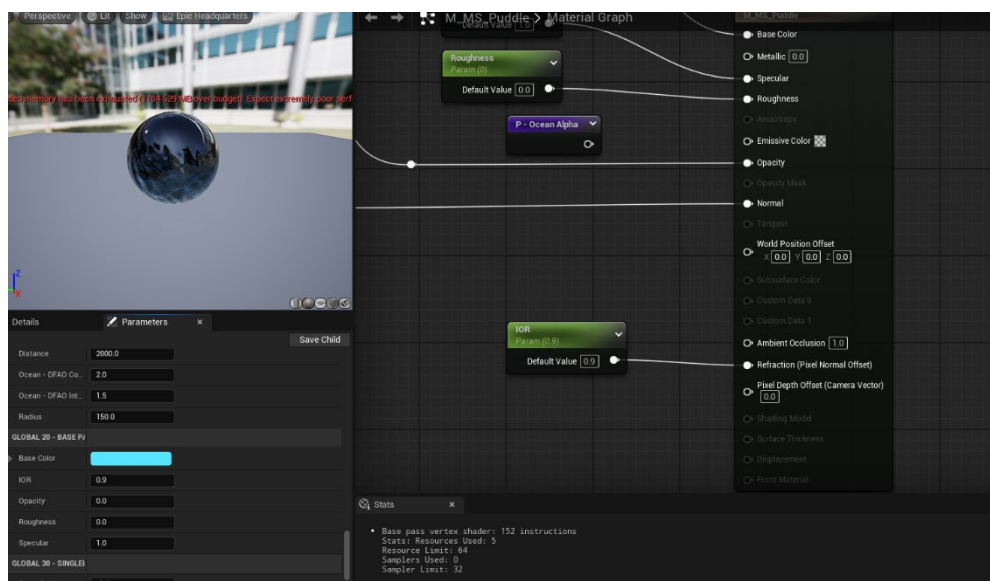 Perspective
Lit
Show
Epic Headquarters
M_MS_Puddle > Material Graph
M_MS_Puddle
Default Value 1.0
Base Color
Roughness
Param (0)
Default Value 0.0
Metallic 0.0
Specular
Roughness
Anisotropy
P - Ocean Alpha
Emissive Color
Opacity
Opacity Mask
Normal
Tangent
World Position Offset
X 0.0 Y 0.0 Z 0.0
Subsurface Color
Custom Data 0
Custom Data 1
IOR
Param (0.9)
Default Value 0.9
Ambient Occlusion 1.0
Refraction (Pixel Normal Offset)
Pixel Depth Offset (Camera Vector)
0.0
Shading Model
Surface Thickness
Displacement
Front Material
Z
X
Details
Parameters
Save Child
Distance 2000.0
Ocean - DFAO Co... 2.0
Ocean - DFAO Int... 1.5
Radius 150.0
GLOBAL 20 - BASE PA
Base Color
IOR 0.9
Opacity 0.0
Roughness 0.0
Specular 1.0
GLOBAL 30 - SINGLEL
Stats
Base pass vertex shader: 152 instructions
Stats: Resources Used: 5
Resource Limit: 64
Samplers Used: 0
Sampler Limit: 32